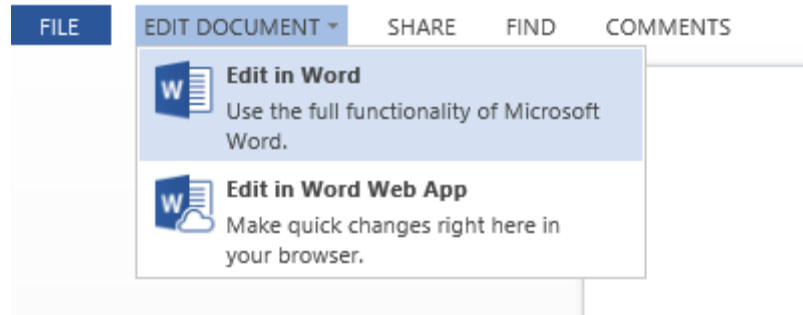 FILE EDIT DOCUMENT SHARE FIND COMMENTS
Edit in Word
Use the full functionality of Microsoft
Word.
Edit in Word Web App
Make quick changes right here in
your browser.